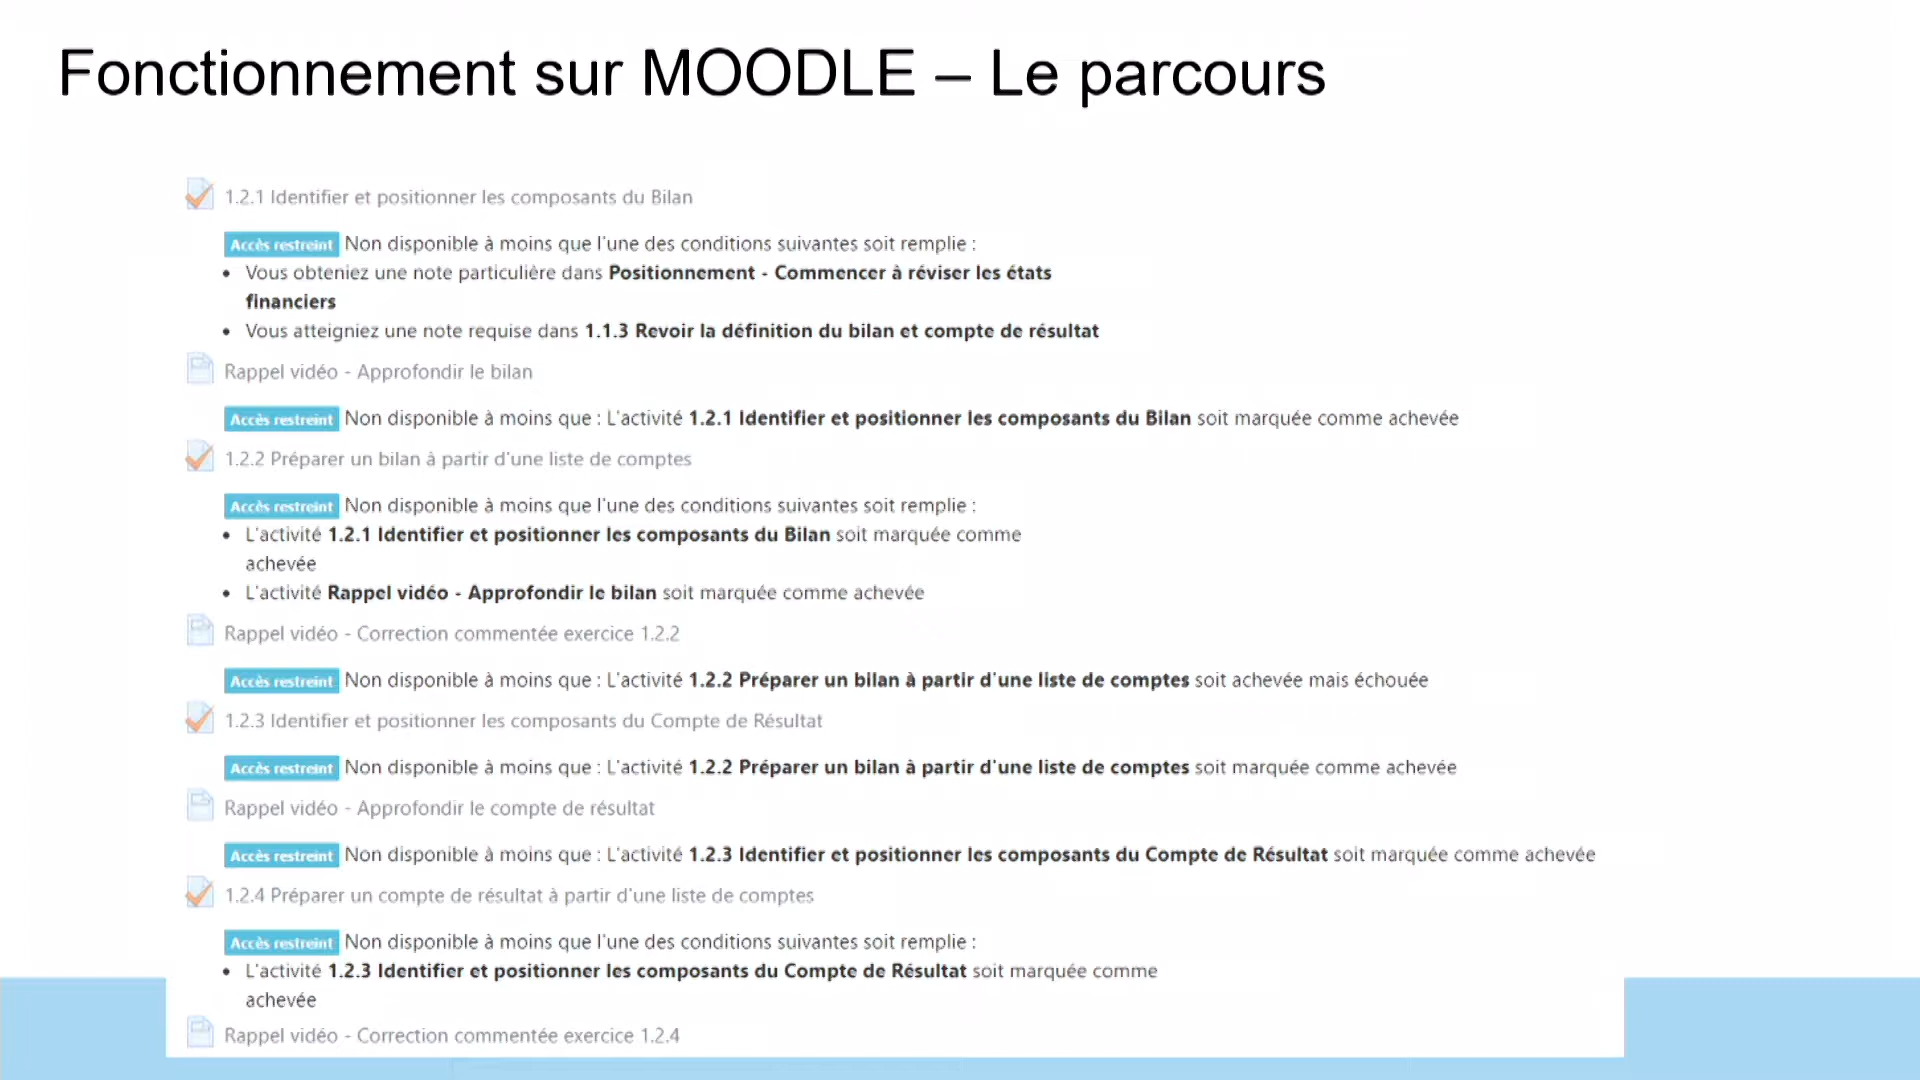 Fonctionnement sur MOODLE – Le parcours
1.2.1 Identifier et positionner les composants du Bilan
Accès restreint Non disponible à moins que l'une des conditions suivantes soit remplie :
• Vous obteniez une note particulière dans Positionnement - Commencer à réviser les états
financiers
• Vous atteigniez une note requise dans 1.1.3 Revoir la définition du bilan et compte de résultat
Rappel vidéo - Approfondir le bilan
Accès restreint Non disponible à moins que : L'activité 1.2.1 Identifier et positionner les composants du Bilan soit marquée comme achevée
1.2.2 Préparer un bilan à partir d'une liste de comptes
Accès restreint Non disponible à moins que l'une des conditions suivantes soit remplie :
• L'activité 1.2.1 Identifier et positionner les composants du Bilan soit marquée comme
achevée
• L'activité Rappel vidéo - Approfondir le bilan soit marquée comme achevée
Rappel vidéo - Correction commentée exercice 1.2.2
Accès restreint Non disponible à moins que : L'activité 1.2.2 Préparer un bilan à partir d'une liste de comptes soit achevée mais échouée
1.2.3 Identifier et positionner les composants du Compte de Résultat
Accès restreint Non disponible à moins que : L'activité 1.2.2 Préparer un bilan à partir d'une liste de comptes soit marquée comme achevée
Rappel vidéo - Approfondir le compte de résultat
Accès restreint Non disponible à moins que : L'activité 1.2.3 Identifier et positionner les composants du Compte de Résultat soit marquée comme achevée
1.2.4 Préparer un compte de résultat à partir d'une liste de comptes
Accès restreint Non disponible à moins que l'une des conditions suivantes soit remplie :
• L'activité 1.2.3 Identifier et positionner les composants du Compte de Résultat soit marquée comme
achevée
Rappel vidéo - Correction commentée exercice 1.2.4